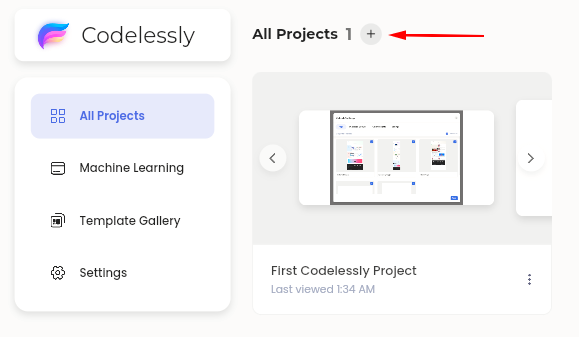 Codelessly
All Projects 1 +
All Projects
Machine Learning
Template Gallery
Settings
First Codelessly Project
Last viewed 1:34 AM